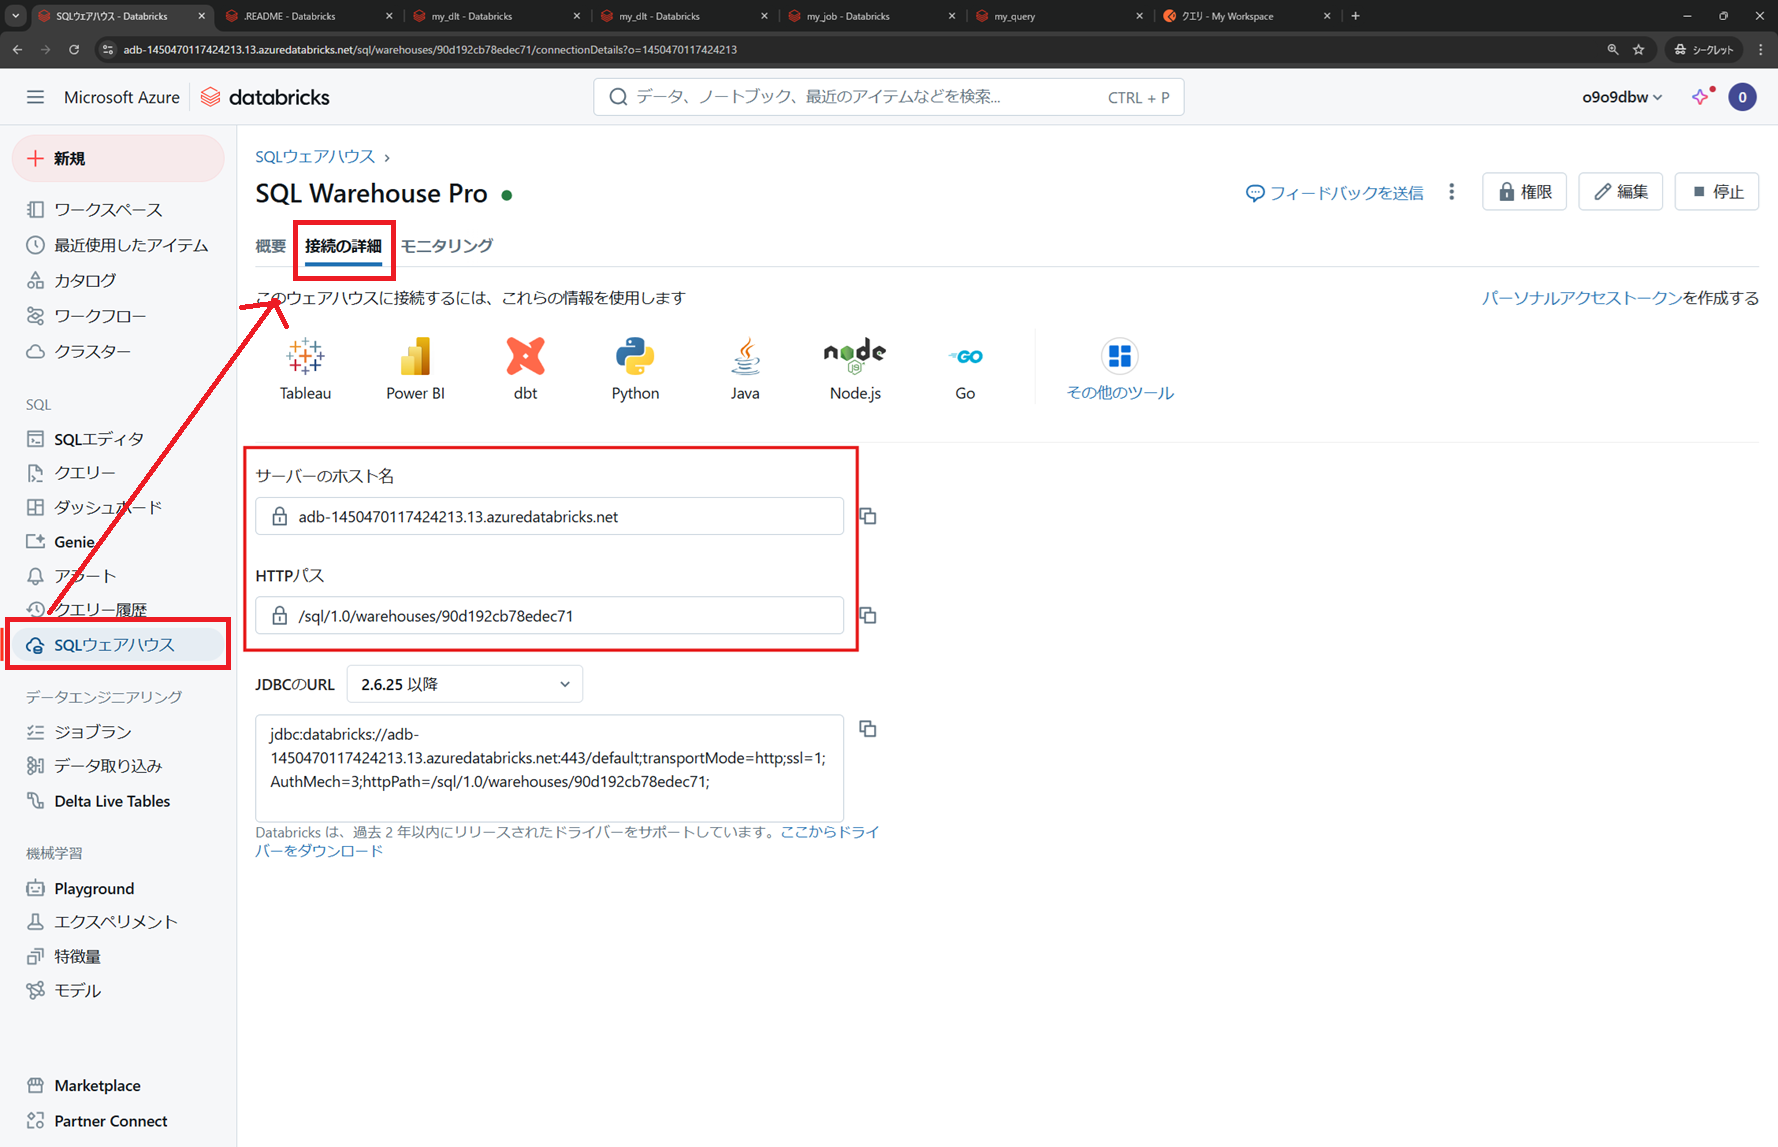 SQLウェアハウス - Databricks
.README - Databricks
my_dlt - Databricks
my_dlt - Databricks
my_job - Databricks
my_query
クエリ - My Workspace
adb-1450470117424213.13.azuredatabricks.net/sql/warehouses/90d192cb78edec71/connectionDetails?o=1450470117424213
シークレット
Microsoft Azure
databricks
データ、ノートブック、最近のアイテムなどを検索...
CTRL + P
o9o9dbw
0
新規
ワークスペース
最近使用したアイテム
カタログ
ワークフロー
クラスター
SQL
SQLエディタ
クエリー
ダッシュボード
Genie
アラート
クエリー履歴
SQLウェアハウス
データエンジニアリング
ジョブラン
データ取り込み
Delta Live Tables
機械学習
Playground
エクスペリメント
特徴量
モデル
Marketplace
Partner Connect
SQLウェアハウス
SQL Warehouse Pro
フィードバックを送信
権限
編集
停止
概要
接続の詳細
モニタリング
このウェアハウスに接続するには、これらの情報を使用します
パーソナルアクセストークンを作成する
Tableau
Power BI
dbt
Python
Java
node
JS
Node.js
GO
Go
その他のツール
サーバーのホスト名
adb-1450470117424213.13.azuredatabricks.net
HTTPパス
/sql/1.0/warehouses/90d192cb78edec71
JDBCのURL
2.6.25 以降
jdbc:databricks://adb-
1450470117424213.13.azuredatabricks.net:443/default;transportMode=http;ssl=1;
AuthMech=3;httpPath=/sql/1.0/warehouses/90d192cb78edec71;
Databricks は、過去 2 年以内にリリースされたドライバーをサポートしています。ここからドライ
バーをダウンロード